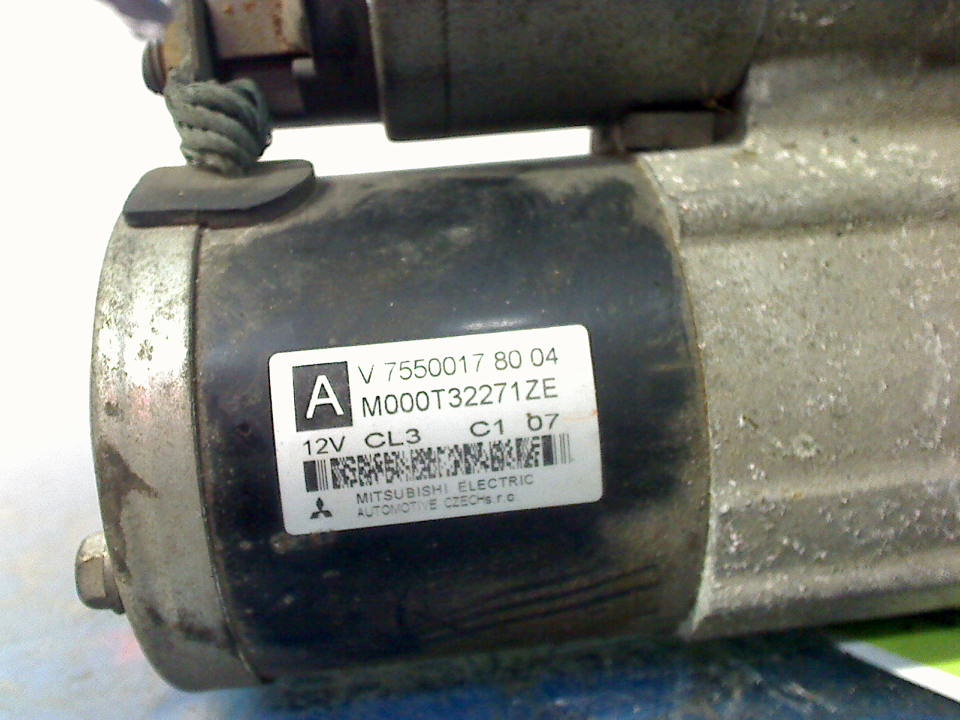 A
V 7550017 80 04
M000T32271ZE
12V CL3 C1 07
MITSUBISHI ELECTRIC
AUTOMOTIVE CZECH s.r.o.